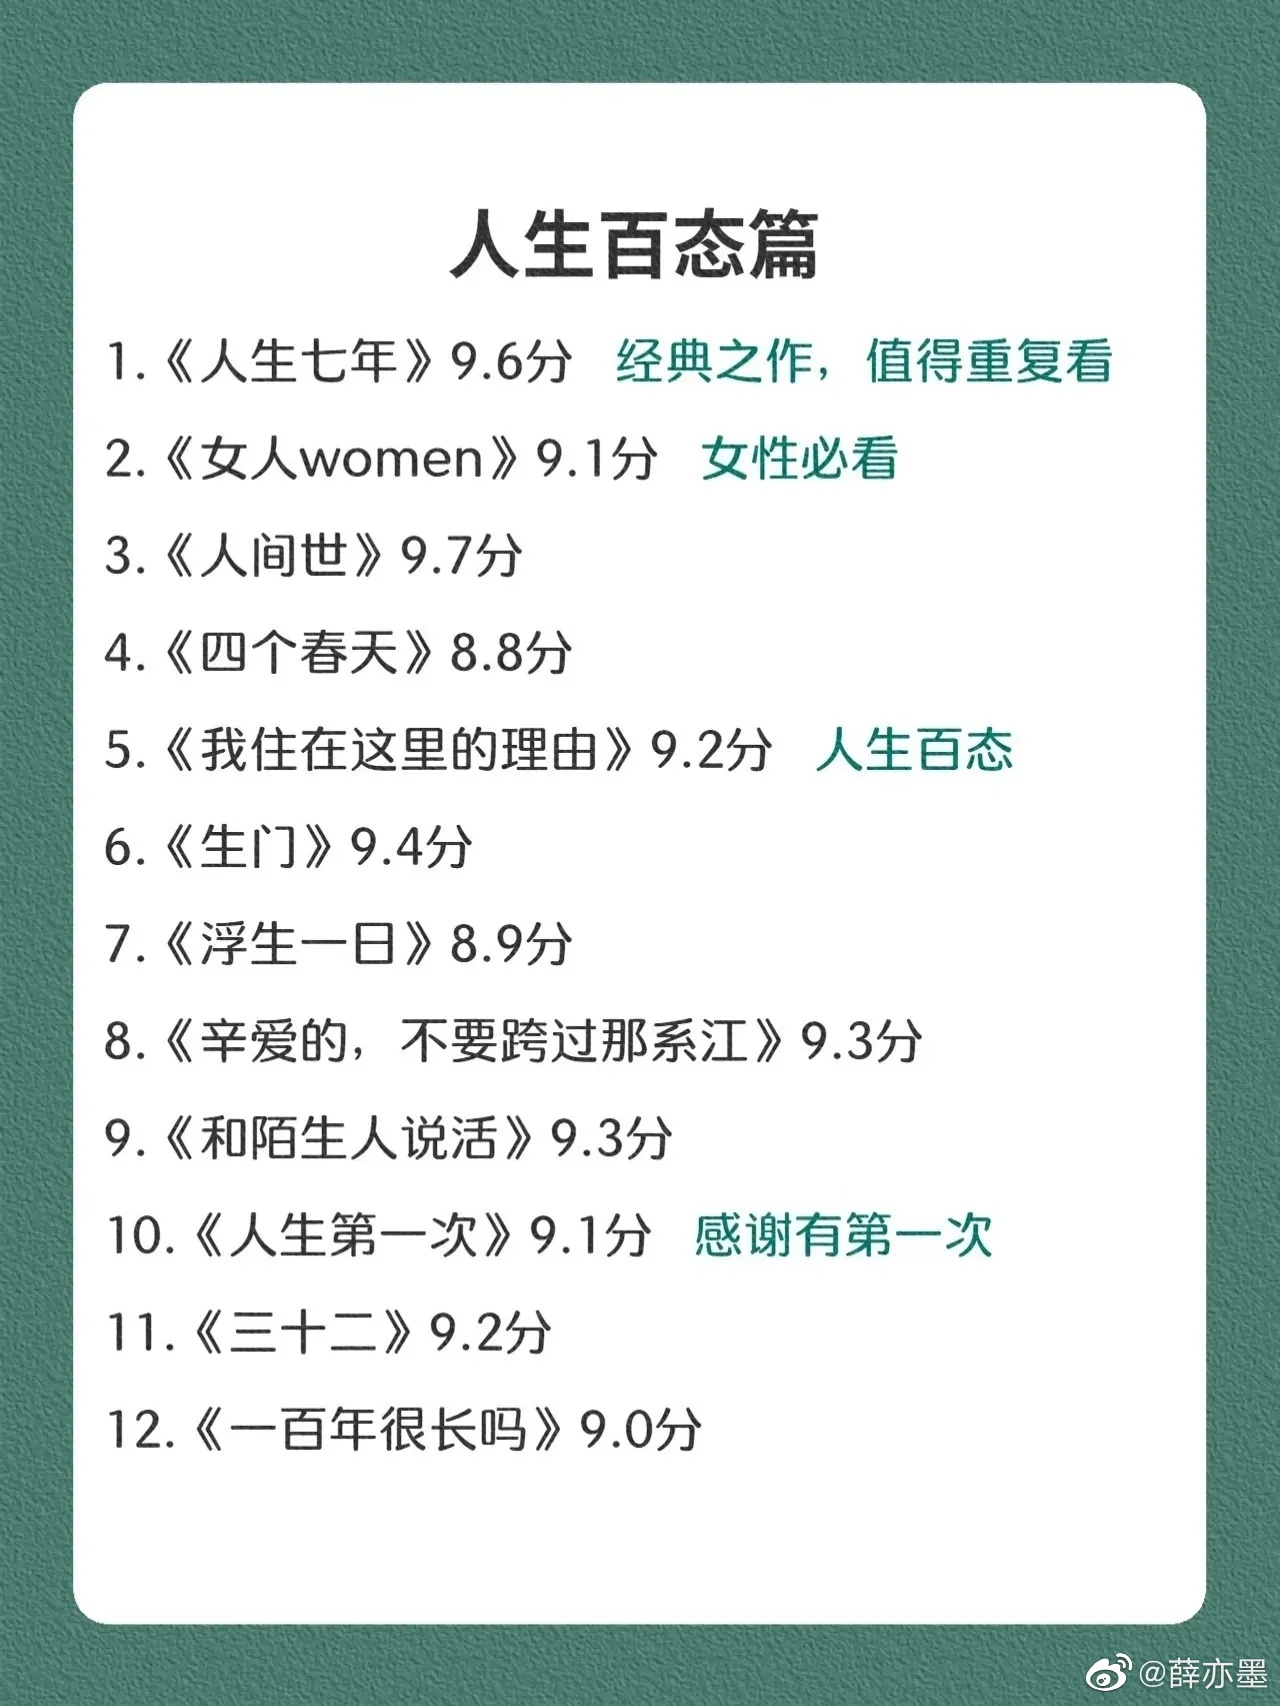 人生百态篇
1.《人生七年》9.6分 经典之作，值得重复看
2.《女人women》9.1分 女性必看
3.《人间世》9.7分
4.《四个春天》8.8分
5.《我住在这里的理由》9.2分 人生百态
6.《生门》9.4分
7.《浮生一日》8.9分
8.《辛爱的，不要跨过那系江》9.3分
9.《和陌生人说活》9.3分
10.《人生第一次》9.1分 感谢有第一次
11.《三十二》9.2分
12.《一百年很长吗》9.0分
@薛亦墨